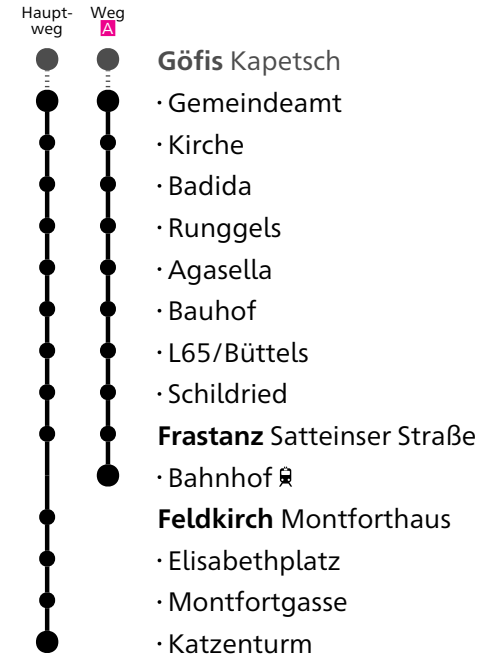 Haupt-
weg
Weg
A
Göfis Kapetsch
· Gemeindeamt
· Kirche
· Badida
· Runggels
· Agasella
· Bauhof
· L65/Büttels
· Schildried
Frastanz Satteinser Straße
· Bahnhof
Feldkirch Montforthaus
· Elisabethplatz
· Montfortgasse
· Katzenturm